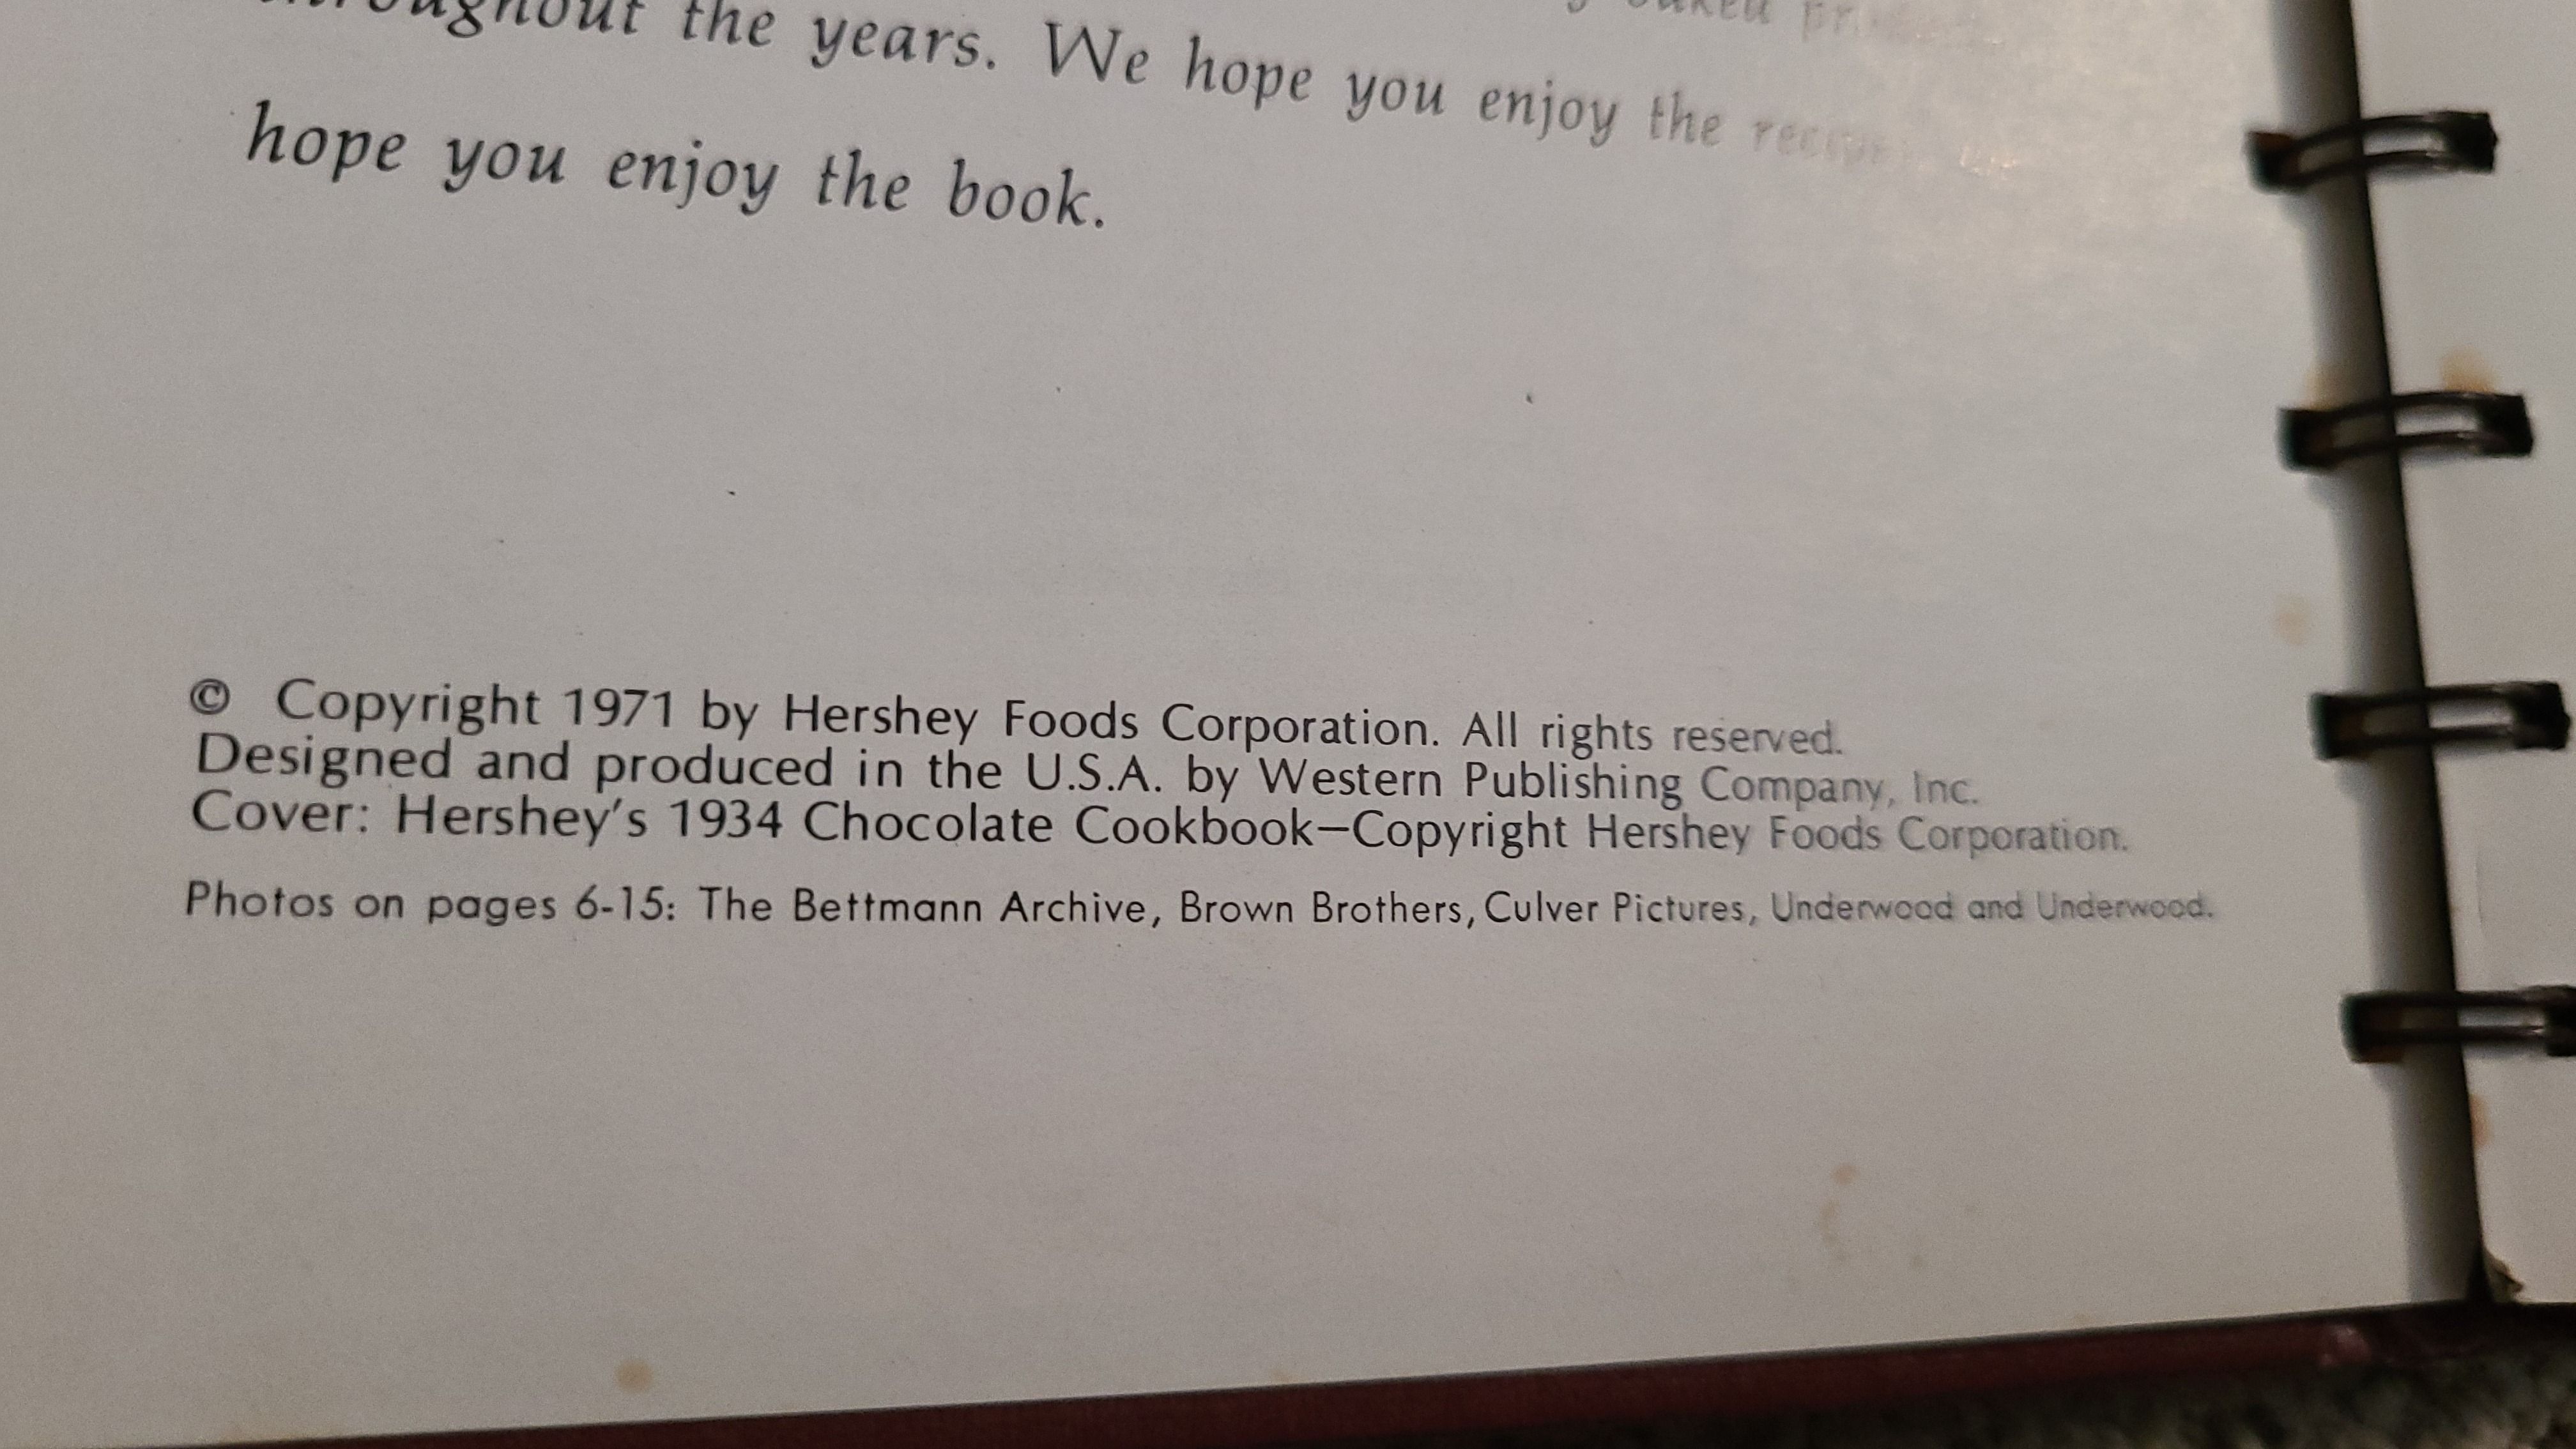 throughout the years. We hope you enjoy the
hope you enjoy the book.
© Copyright 1971 by Hershey Foods Corporation. All rights reserved.
Designed and produced in the U.S.A. by Western Publishing Company, Inc.
Cover: Hershey's 1934 Chocolate Cookbook—Copyright Hershey Foods Corporation.
Photos on pages 6-15: The Bettmann Archive, Brown Brothers, Culver Pictures, Underwood and Underwood.